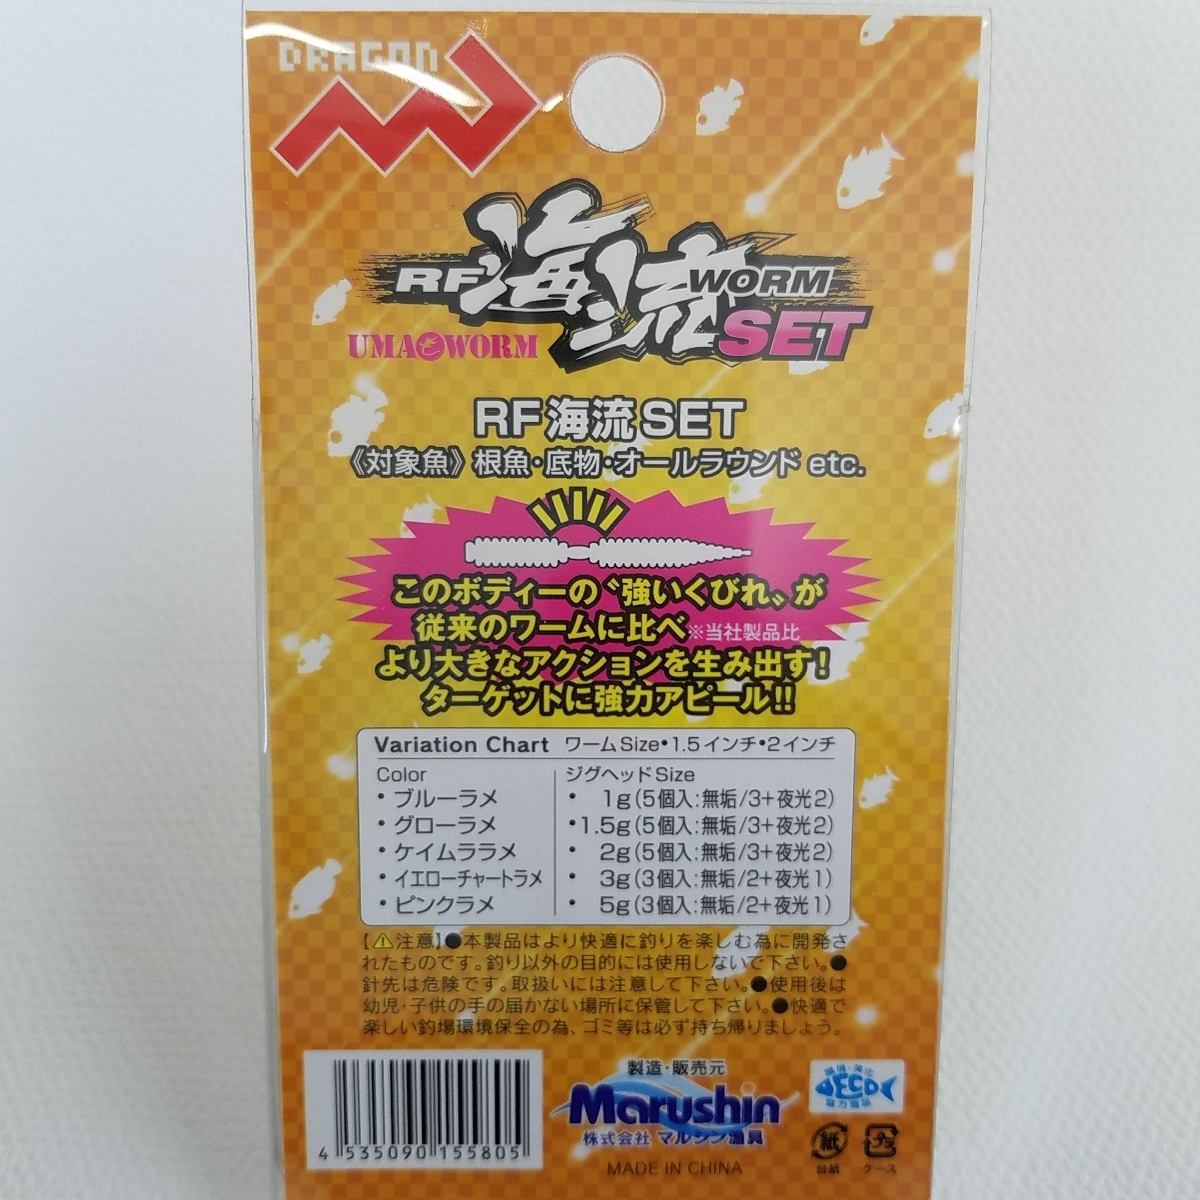 DRAGON
RF海流WORM
UMA WORM
SET
RF海流SET
《対象魚》根魚・底物・オールラウンド etc.
このボディーの〝強いくびれ〟が
従来のワームに比べ※当社製品比
より大きなアクションを生み出す!
ターゲットに強力アピール!!
Variation Chart ワームSize•1.5インチ•2インチ
Color ジグヘッドSize
・ブルーラメ ・1g(5個入:無垢/3+夜光2)
・グローラメ ・1.5g(5個入:無垢/3+夜光2)
・ケイムララメ ・2g(5個入:無垢/3+夜光2)
・イエローチャートラメ ・3g(3個入:無垢/2+夜光1)
・ピンクラメ ・5g(3個入:無垢/2+夜光1)
【⚠注意】●本製品はより快適に釣りを楽しむ為に開発さ
れたものです。釣り以外の目的には使用しないで下さい。●
針先は危険です。取扱いには注意して下さい。●使用後は
幼児・子供の手の届かない場所に保管して下さい。●快適で
楽しい釣場環境保全の為、ゴミ等は必ず持ち帰りましょう。
製造・販売元
Marushin
株式会社 マルシン漁具
MADE IN CHINA
4 535090 155805
環境・美化
ECO
協力商品
紙
台紙
プラ
ケース